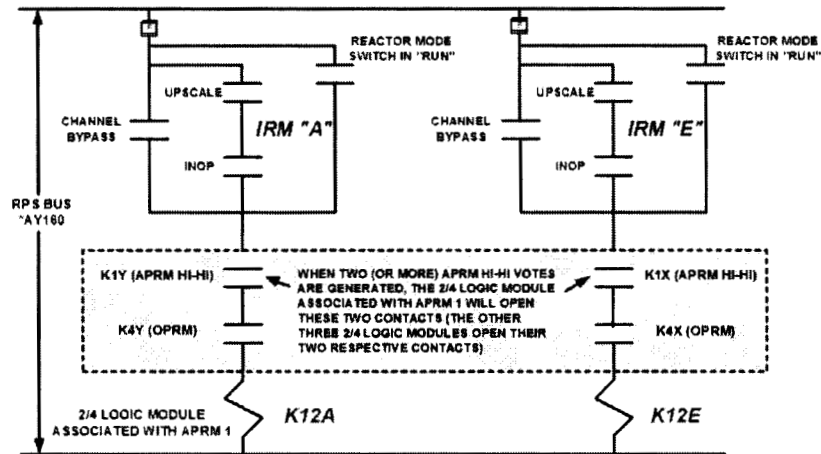 REACTOR MODE
SWITCH IN "RUN"
UPSCALE
CHANNEL
BYPASS
IRM "A"
INOP
REACTOR MODE
SWITCH IN "RUN"
UPSCALE
CHANNEL
BYPASS
IRM "E"
INOP
RPS BUS
"AY160
K1Y (APRM HI-HI)
K4Y (OPRM)
WHEN TWO (OR MORE) APRM HI-HI VOTES
ARE GENERATED, THE 2/4 LOGIC MODULE
ASSOCIATED WITH APRM 1 WILL OPEN
THESE TWO CONTACTS (THE OTHER
THREE 2/4 LOGIC MODULES OPEN THEIR
TWO RESPECTIVE CONTACTS)
K1X (APRM HI-HI)
K4X (OPRM)
2/4 LOGIC MODULE
ASSOCIATED WITH APRM 1
K12A
K12E